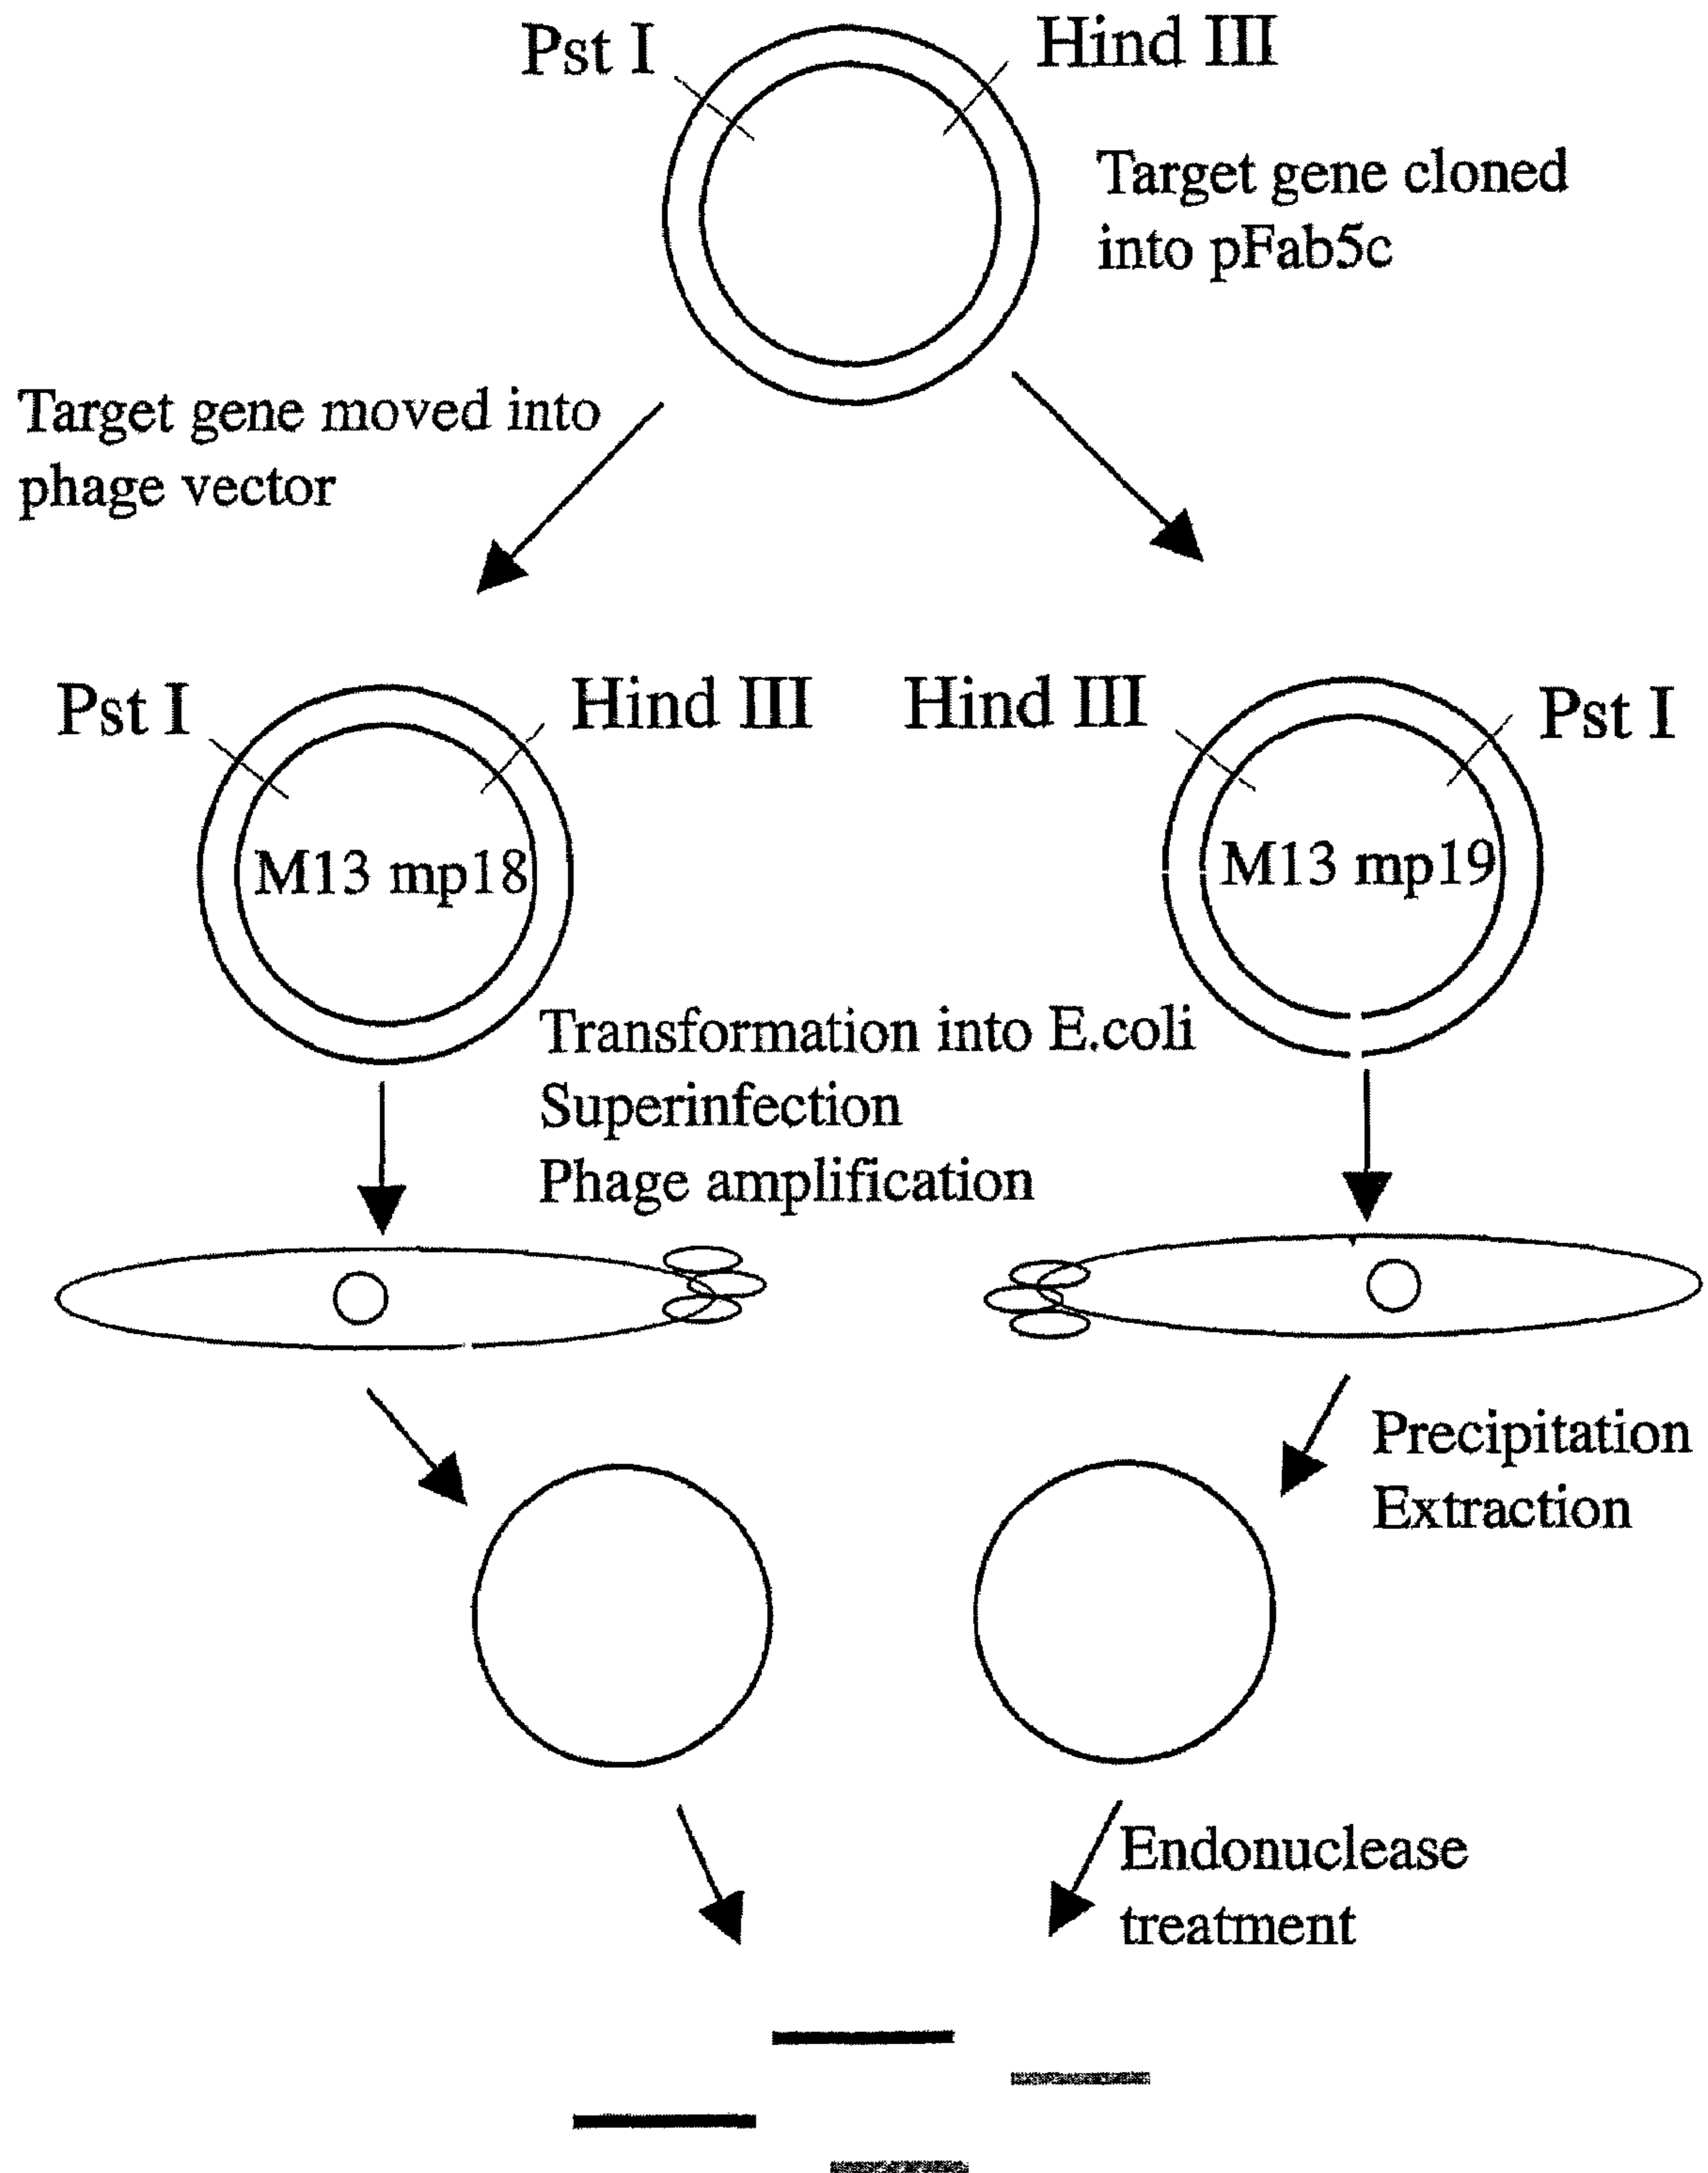 Pst I
Hind III
Target gene cloned
into pFab5c
Target gene moved into
phage vector
Pst I
Hind III
Hind III
Pst I
M13 mp18
M13 mp19
Transformation into E.coli
Superinfection
Phage amplification
Precipitation
Extraction
Endonuclease
treatment